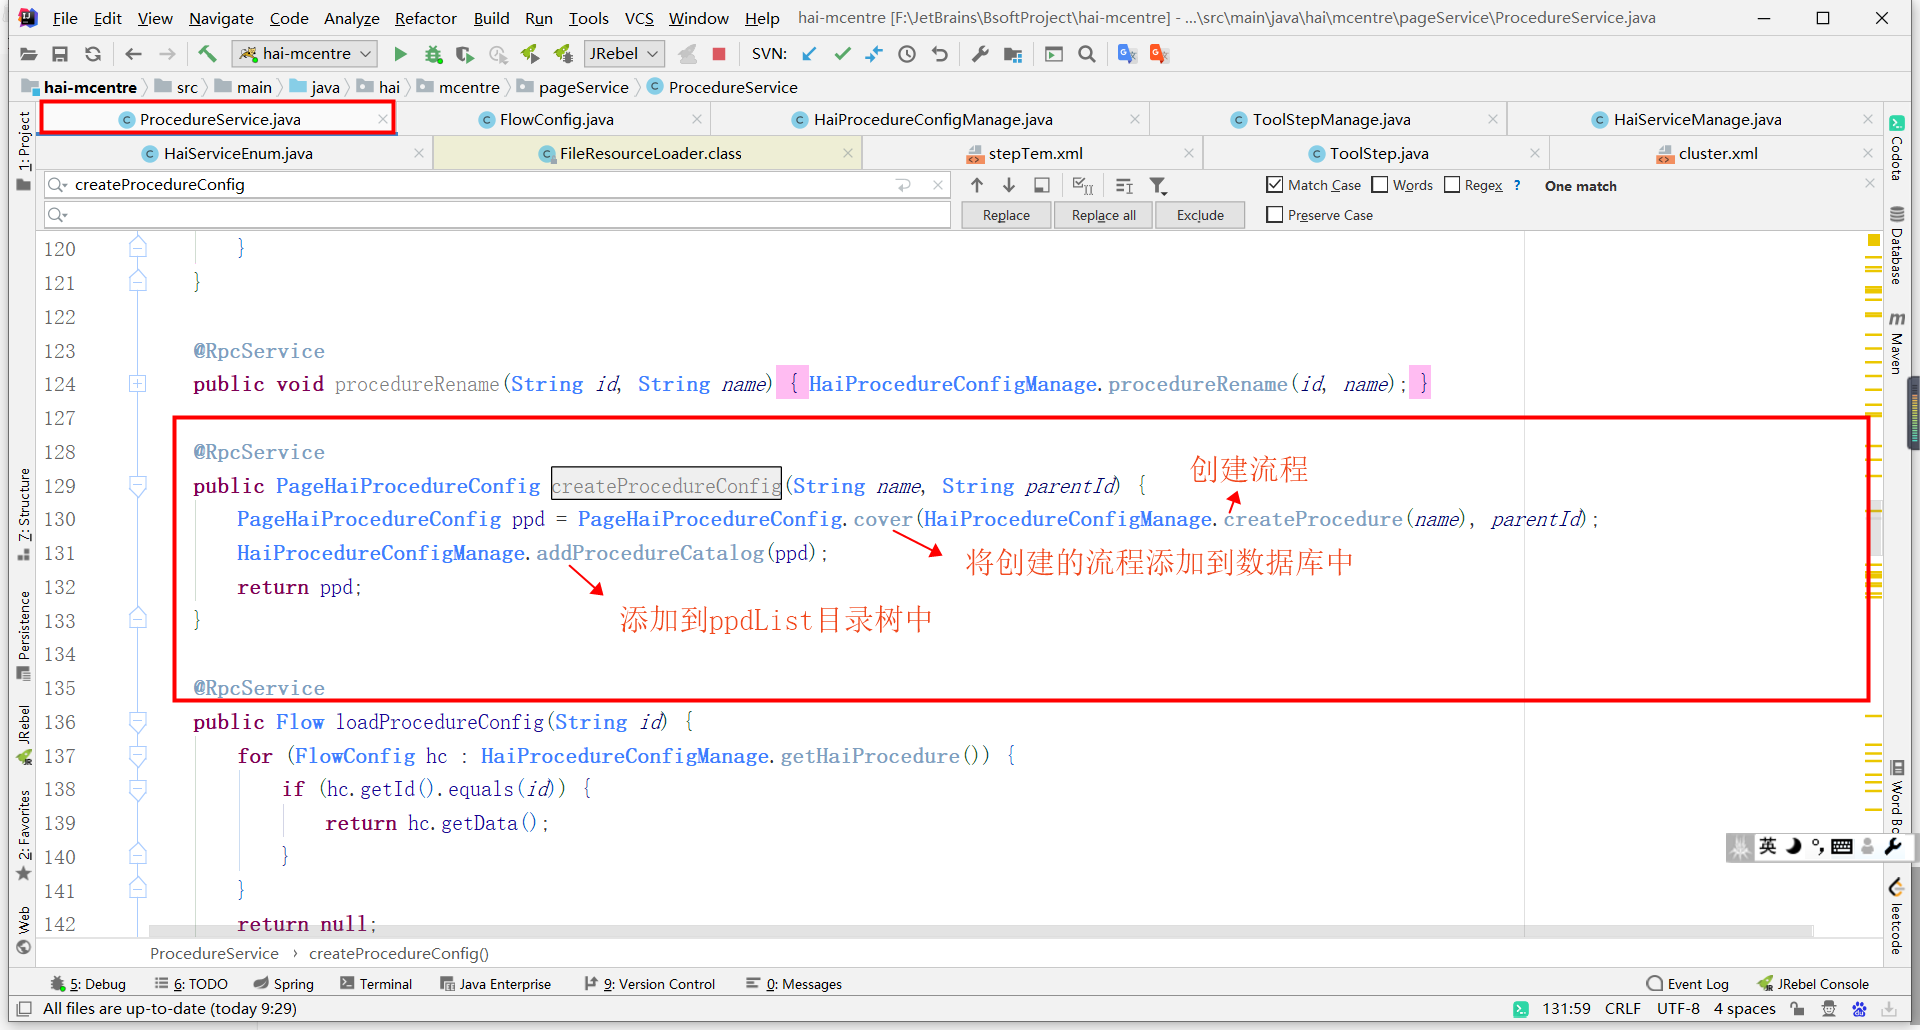 File Edit View Navigate Code Analyze Refactor Build Run Tools VCS Window Help hai-mcentre [F:\JetBrains\BsoftProject\hai-mcentre] - ...\src\main\java\hai\mcentre\pageService\ProcedureService.java
hai-mcentre JRebel SVN:
hai-mcentre src main java hai mcentre pageService ProcedureService
ProcedureService.java FlowConfig.java HaiProcedureConfigManage.java ToolStepManage.java HaiServiceManage.java
HaiServiceEnum.java FileResourceLoader.class stepTem.xml ToolStep.java cluster.xml
createProcedureConfig Match Case Words Regex ? One match
Replace Replace all Exclude Preserve Case
120 }
121 }
122
123 @RpcService
124 public void procedureRename(String id, String name) { HaiProcedureConfigManage.procedureRename(id, name); }
127
128 @RpcService
创建流程
129 public PageHaiProcedureConfig createProcedureConfig(String name, String parentId) {
130 PageHaiProcedureConfig ppd = PageHaiProcedureConfig.cover(HaiProcedureConfigManage.createProcedure(name), parentId);
131 HaiProcedureConfigManage.addProcedureCatalog(ppd);
将创建的流程添加到数据库中
132 return ppd;
133 }
添加到ppdList目录树中
134
135 @RpcService
136 public Flow loadProcedureConfig(String id) {
137 for (FlowConfig hc : HaiProcedureConfigManage.getHaiProcedure()) {
138 if (hc.getId().equals(id)) {
139 return hc.getData();
140 }
141 }
142 return null;
ProcedureService › createProcedureConfig()
1: Project
Z: Structure
Persistence
JRebel
2: Favorites
Web
Codota
Database
m Maven
Word Bo
leetcode
英
5: Debug 6: TODO Spring Terminal Java Enterprise 9: Version Control 0: Messages Event Log JRebel Console
All files are up-to-date (today 9:29) 131:59 CRLF UTF-8 4 spaces